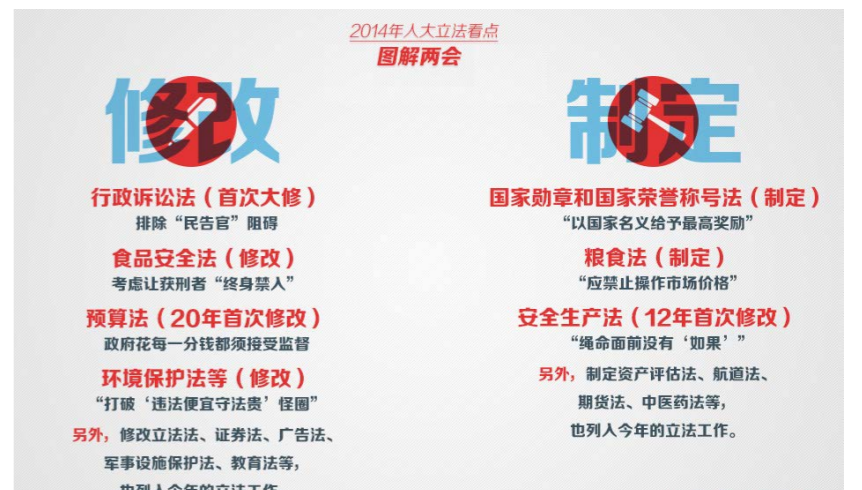 2014年人大立法看点
图解两会
修改
行政诉讼法（首次大修）
排除“民告官”阻碍
食品安全法（修改）
考虑让获刑者“终身禁入”
预算法（20年首次修改）
政府花每一分钱都须接受监督
环境保护法等（修改）
“打破‘违法便宜守法贵’怪圈”
另外，修改立法法、证券法、广告法、
军事设施保护法、教育法等，
也列入今年的立法工作
制定
国家勋章和国家荣誉称号法（制定）
“以国家名义给予最高奖励”
粮食法（制定）
“应禁止操作市场价格”
安全生产法（12年首次修改）
“绳命面前没有‘如果’”
另外，制定资产评估法、航道法、
期货法、中医药法等，
也列入今年的立法工作。